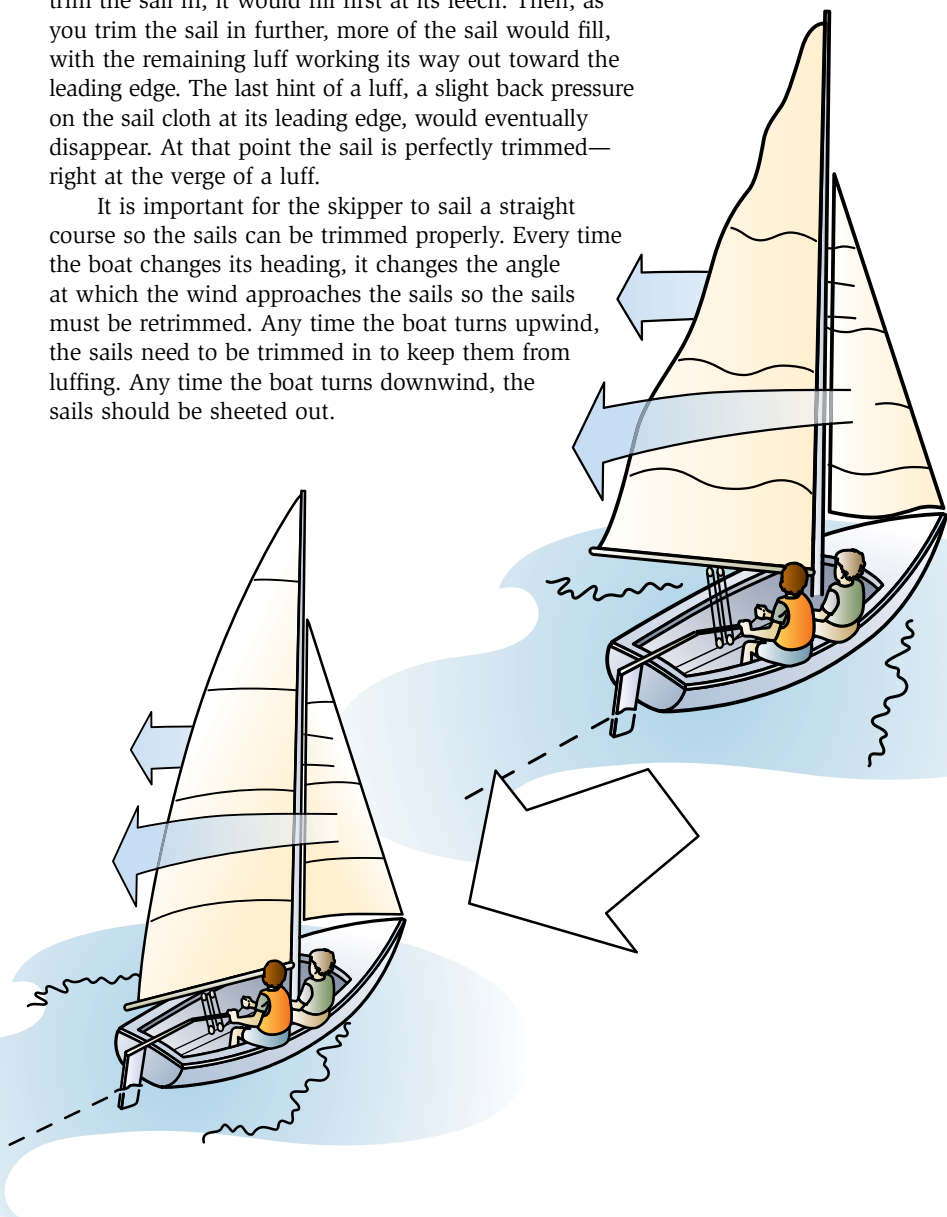 trim the sail in, it would fill first at its leech. Then, as
you trim the sail in further, more of the sail would fill,
with the remaining luff working its way out toward the
leading edge. The last hint of a luff, a slight back pressure
on the sail cloth at its leading edge, would eventually
disappear. At that point the sail is perfectly trimmed—
right at the verge of a luff.
It is important for the skipper to sail a straight
course so the sails can be trimmed properly. Every time
the boat changes its heading, it changes the angle
at which the wind approaches the sails so the sails
must be retrimmed. Any time the boat turns upwind,
the sails need to be trimmed in to keep them from
luffing. Any time the boat turns downwind, the
sails should be sheeted out.